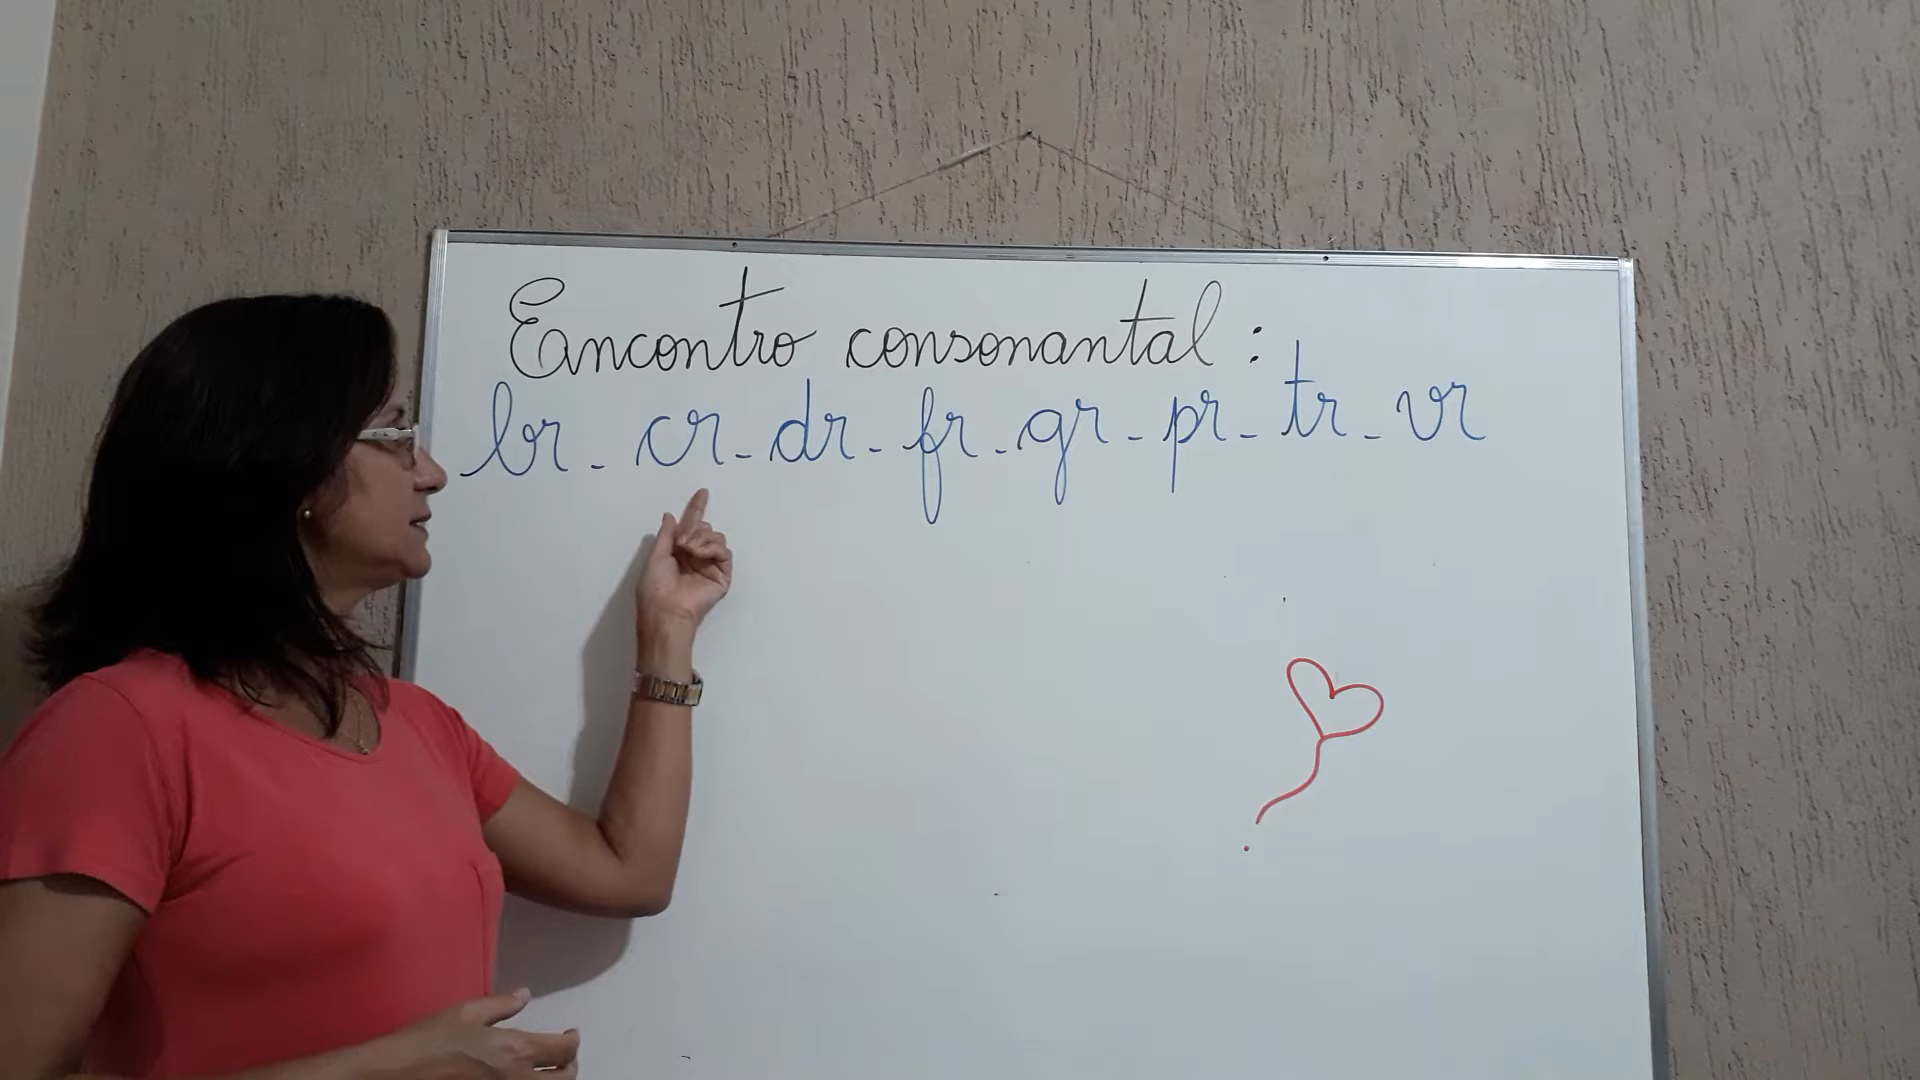 Encontro consonantal :
br - cr - dr - fr - gr - pr - tr - vr